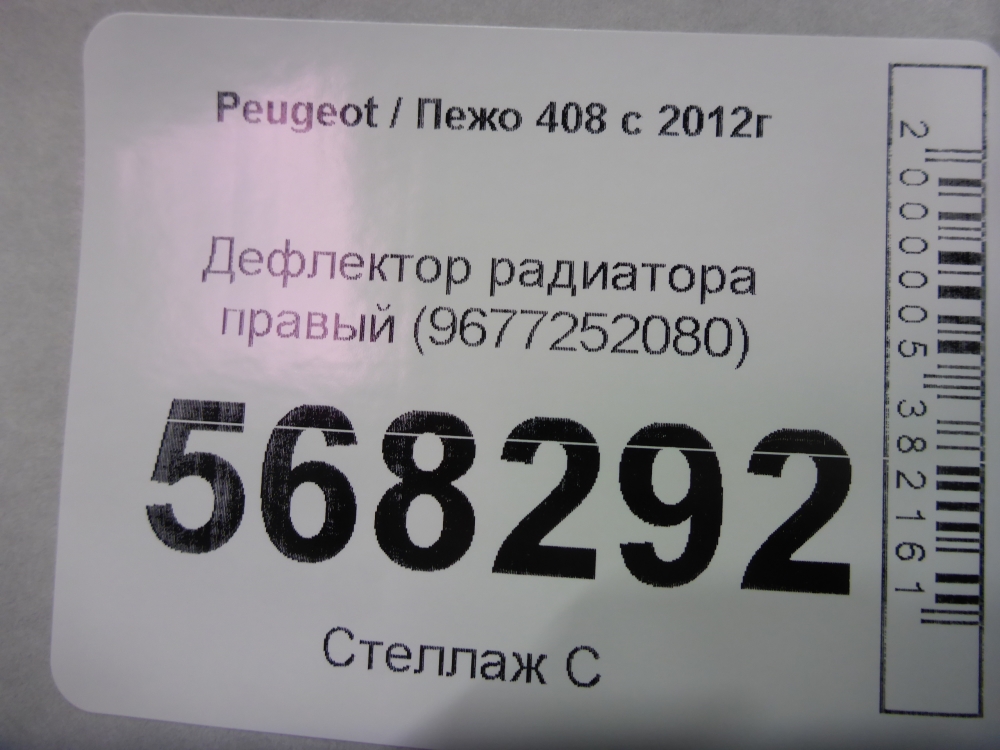 Peugeot / Пежо 408 с 2012г
Дефлектор радиатора
правый (9677252080)
568292
Стеллаж С
2000005382161